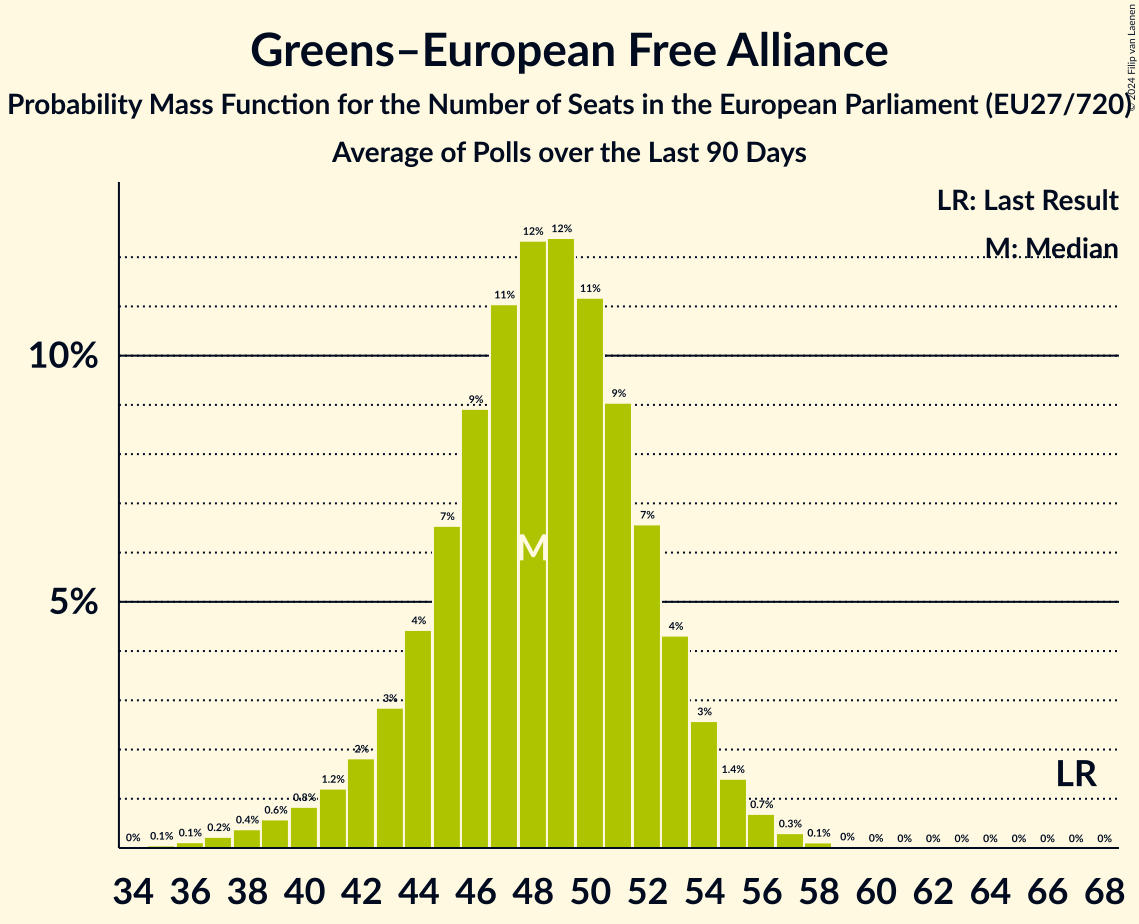 Greens–European Free Alliance
Probability Mass Function for the Number of Seats in the European Parliament (EU27/720)
Average of Polls over the Last 90 Days
© 2024 Filip van Laenen
LR: Last Result
M: Median
10%
5%
0% 0.1% 0.1% 0.2% 0.4% 0.6% 0.8% 1.2% 2% 3% 4% 7% 9% 11% 12% 12% 11% 9% 7% 4% 3% 1.4% 0.7% 0.3% 0.1% 0% 0% 0% 0% 0% 0% 0% 0% 0% 0%
M
LR
34 36 38 40 42 44 46 48 50 52 54 56 58 60 62 64 66 68